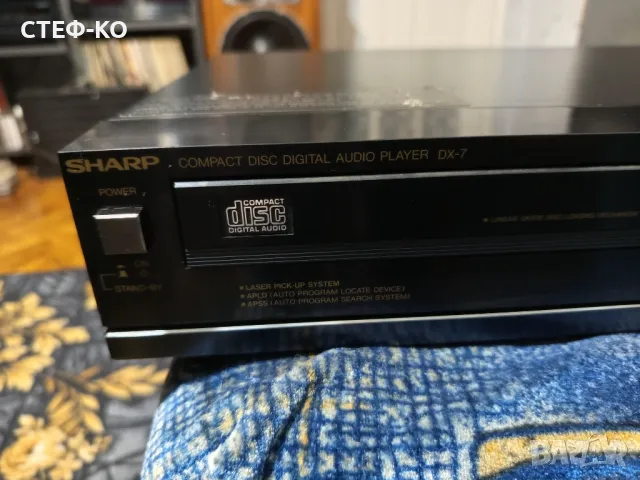 СТЕФ-КО
SHARP COMPACT DISC DIGITAL AUDIO PLAYER DX-7
POWER
COMPACT
disc
DIGITAL AUDIO
ON
STAND-BY
LASER PICK-UP SYSTEM
APLD (AUTO PROGRAM LOCATE DEVICE)
APSS (AUTO PROGRAM SEARCH SYSTEM)
BAZAR